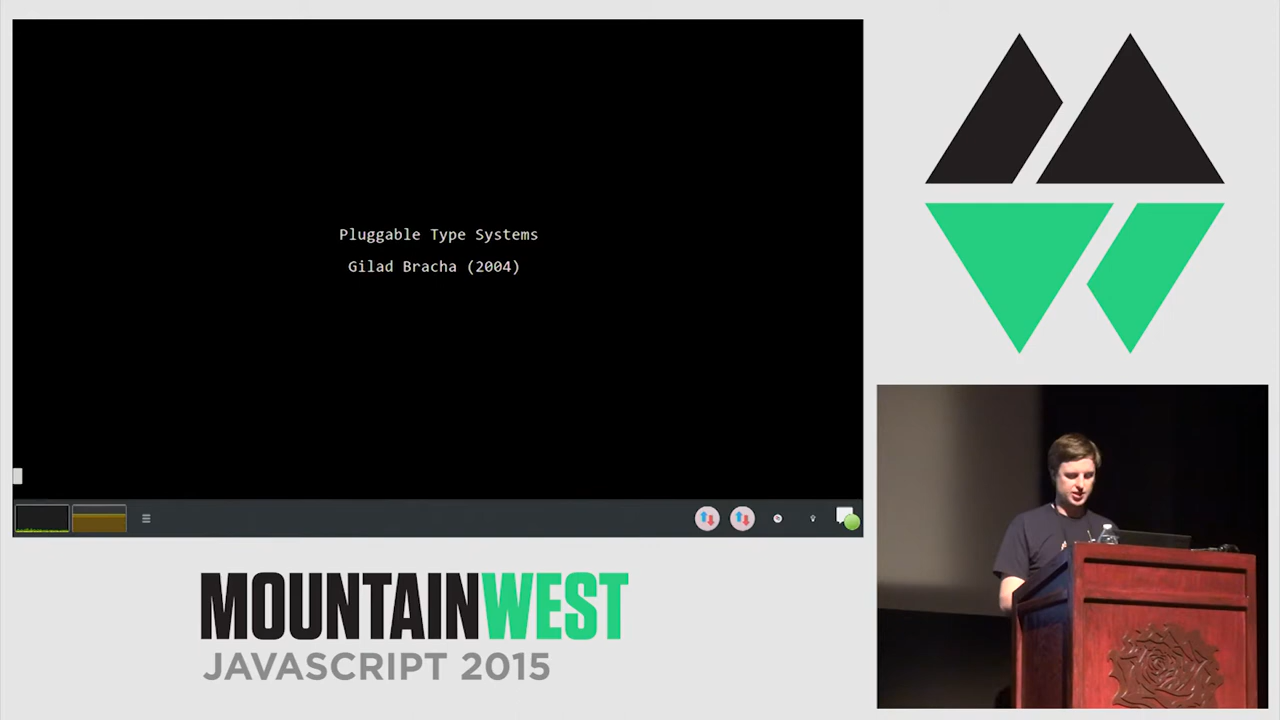 Pluggable Type Systems
Gilad Bracha (2004)
MOUNTAINWEST
JAVASCRIPT 2015